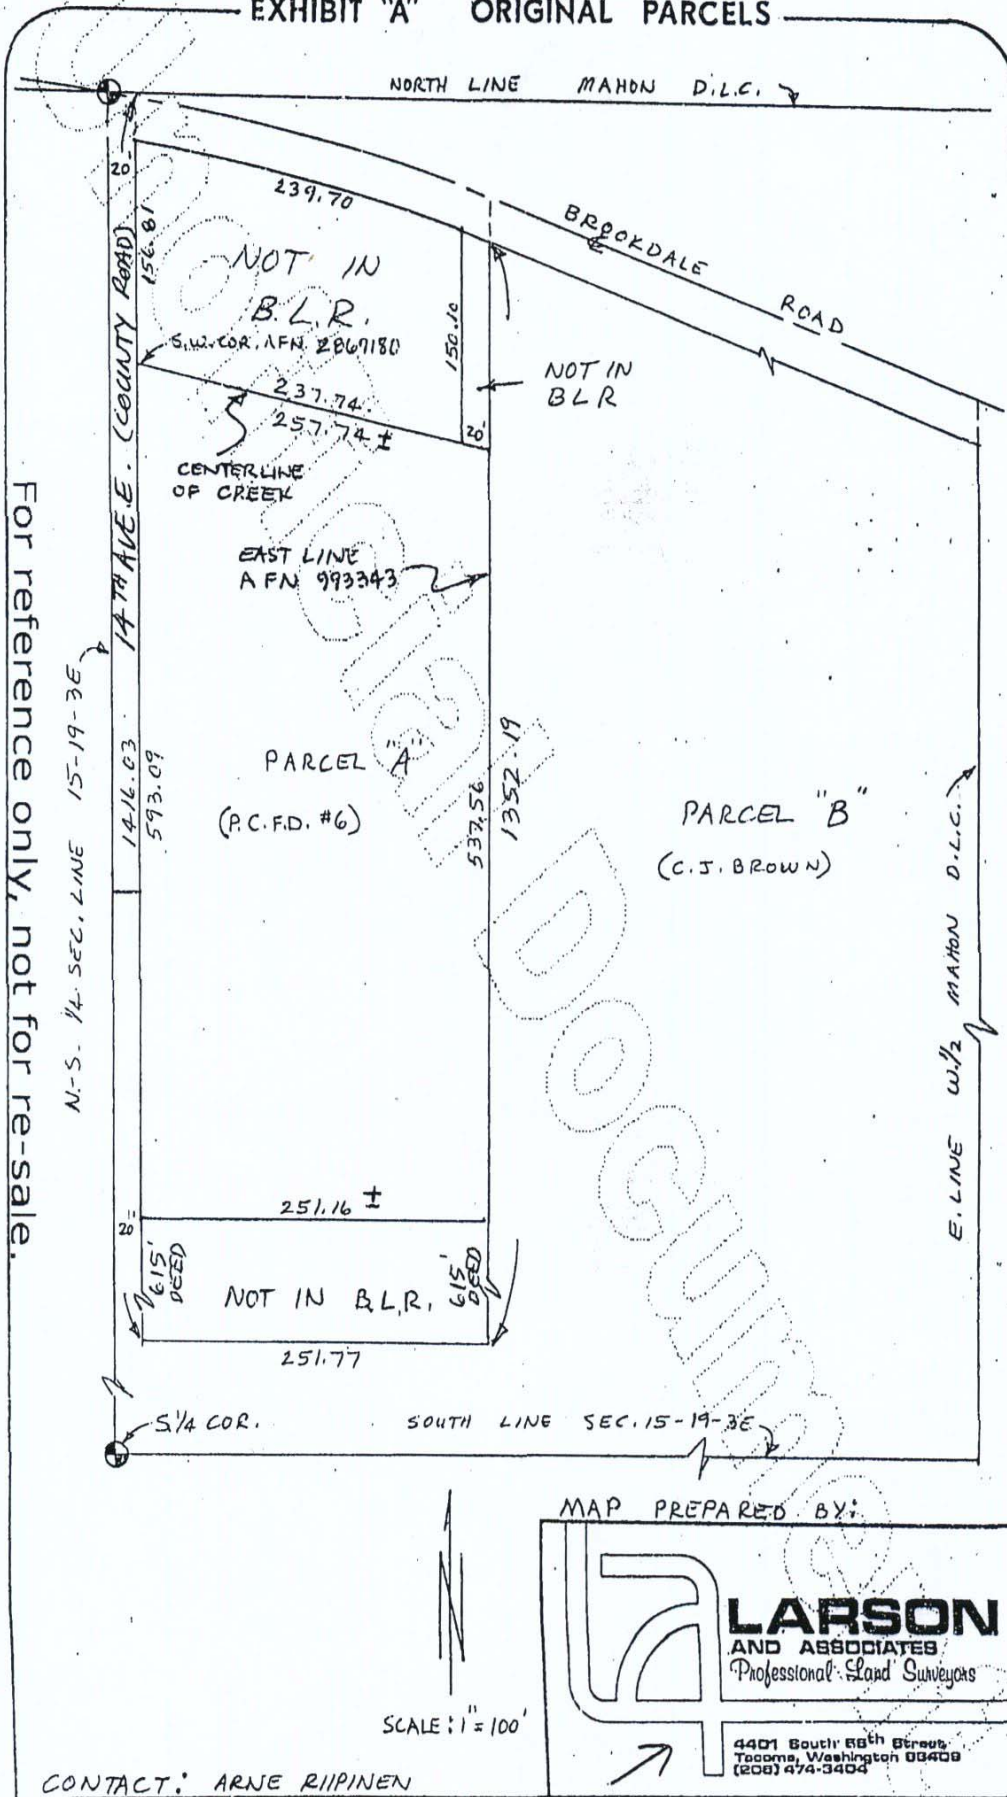 EXHIBIT "A" ORIGINAL PARCELS
NORTH LINE MAHON D.L.C.
20'
239.70
BROOKDALE
ROAD
NOT IN
B.L.R.
S.W. COR. AFN. 2867180
156.81
150.10
NOT IN
BLR
237.74
257.74 ±
20'
CENTERLINE
OF CREEK
EAST LINE
AFN 993343
14TH AVE. E. (COUNTY ROAD)
N.-S. 1/4 SEC. LINE 15-19-3E
1416.03
593.09
PARCEL "A"
(P.C.F.D. #6)
537.56
1352.19
PARCEL "B"
(C.J. BROWN)
E. LINE W.1/2 MAHON D.L.C.
251.16 ±
20'
615'
DEED
NOT IN B.L.R.
615'
DEED
251.77
S.1/4 COR.
SOUTH LINE SEC. 15-19-3E
N
SCALE: 1" = 100'
CONTACT: ARNE RIIPINEN
MAP PREPARED BY:
LARSON
AND ASSOCIATES
Professional Land Surveyors
4401 South 66th Street
Tacoma, Washington 98409
(206) 474-3404
For reference only, not for re-sale.
Unofficial Document